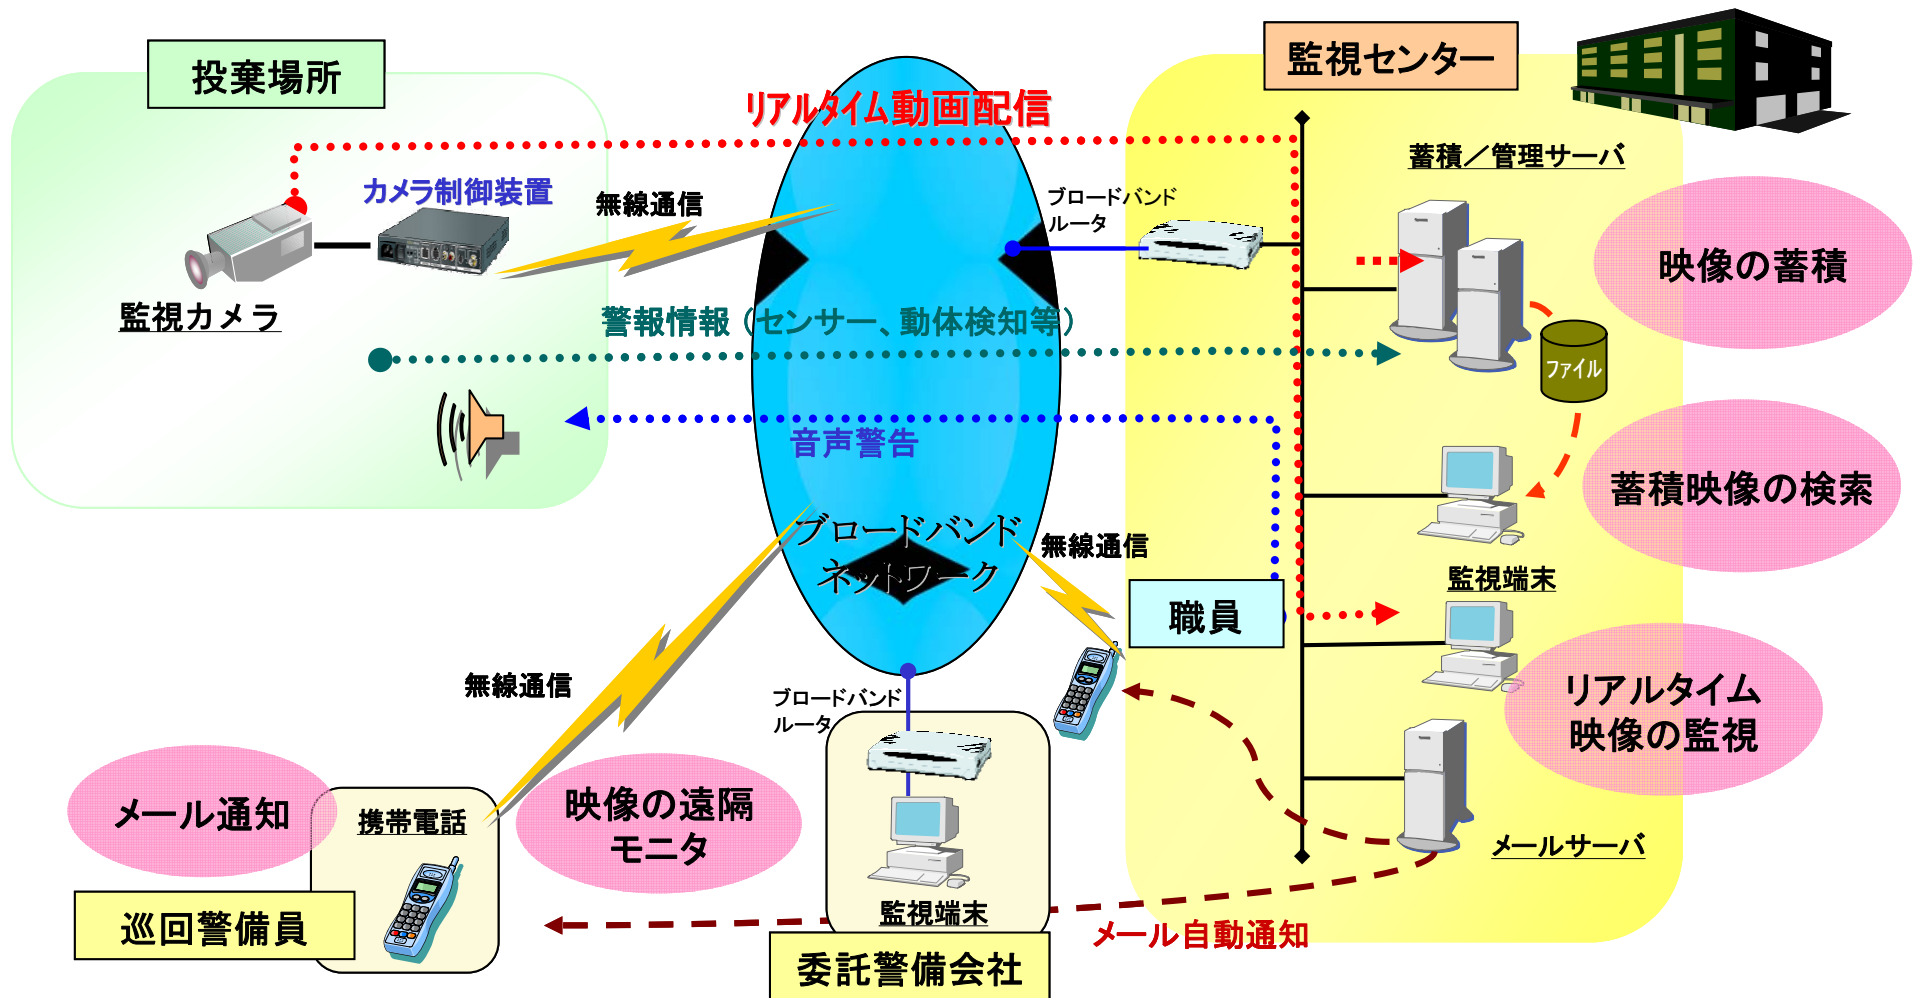 投棄場所
監視センター
リアルタイム動画配信
蓄積／管理サーバ
カメラ制御装置
無線通信
ブロードバンド
ルータ
映像の蓄積
監視カメラ
警報情報（センサー、動体検知等）
ファイル
音声警告
蓄積映像の検索
ブロードバンド
ネットワーク
無線通信
監視端末
職員
無線通信
ブロードバンド
ルータ
リアルタイム
映像の監視
メール通知
携帯電話
映像の遠隔
モニタ
メールサーバ
監視端末
巡回警備員
メール自動通知
委託警備会社